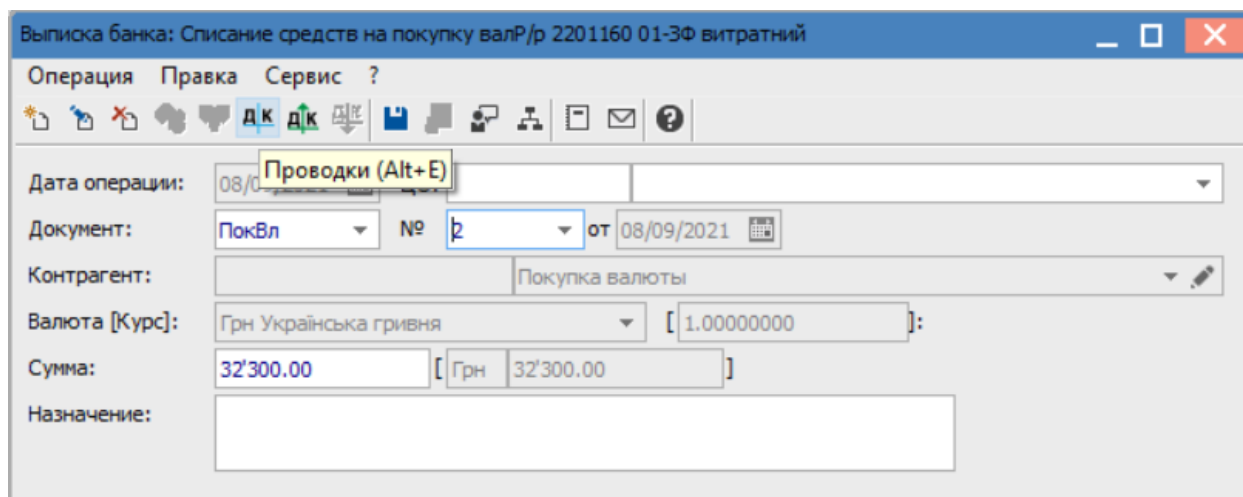 Выписка банка: Списание средств на покупку валР/р 2201160 01-ЗФ витратний
Операция Правка Сервис ?
ДК ДК
Проводки (Alt+E)
Дата операции: 08/0
Документ: ПокВл № 2 от 08/09/2021
Контрагент: Покупка валюты
Валюта [Курс]: Грн Українська гривня [ 1.00000000 ]:
Сумма: 32'300.00 [ Грн 32'300.00 ]
Назначение: